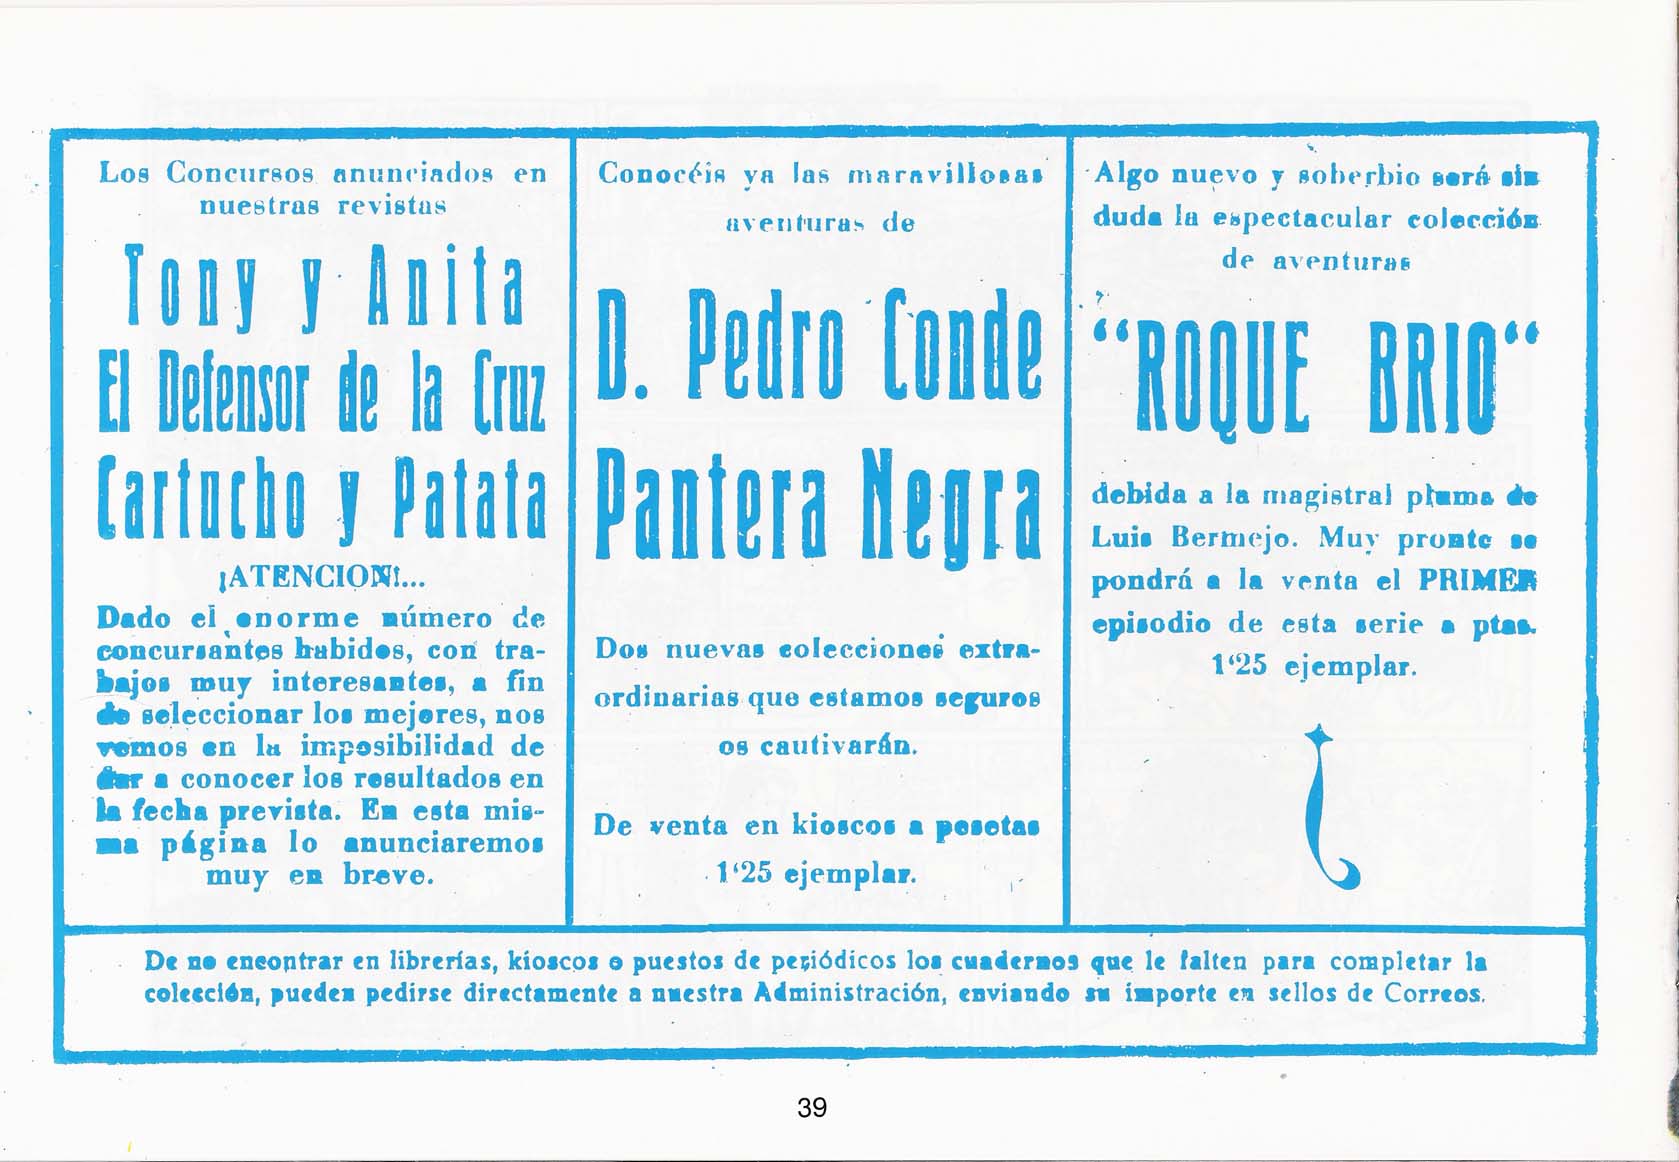 Los Concursos anunciados en
nuestras revistas
Tony y Anita
El Defensor de la Cruz
Cartucho y Patata
¡ATENCION!...
Dado el enorme número de
concursantes habidos, con tra-
bajos muy interesantes, a fin
de seleccionar los mejores, nos
vemos en la imposibilidad de
dar a conocer los resultados en
la fecha prevista. En esta mis-
ma página lo anunciaremos
muy en breve.
Conocéis ya las maravillosas
aventuras de
D. Pedro Conde
Pantera Negra
Dos nuevas colecciones extra-
ordinarias que estamos seguros
os cautivarán.
De venta en kioscos a pesetas
1‘25 ejemplar.
Algo nuevo y soberbio será sin
duda la espectacular colección
de aventuras
“ROQUE BRIO“
debida a la magistral pluma de
Luis Bermejo. Muy pronto se
pondrá a la venta el PRIMER
episodio de esta serie a ptas.
1‘25 ejemplar.
De no encontrar en librerías, kioscos o puestos de periódicos los cuadernos que le falten para completar la
colección, pueden pedirse directamente a nuestra Administración, enviando su importe en sellos de Correos.
39